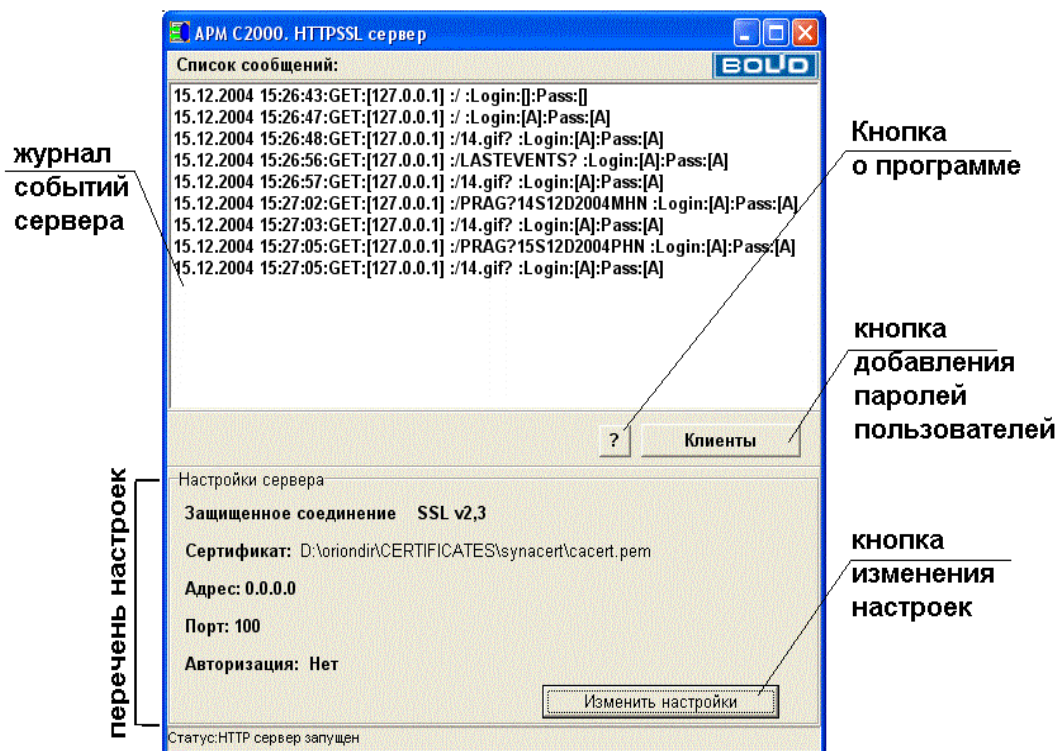 АРМ С2000. HTTPSSL сервер
Список сообщений:
BOLID
15.12.2004 15:26:43:GET:[127.0.0.1] :/ :Login:[]:Pass:[]
15.12.2004 15:26:47:GET:[127.0.0.1] :/ :Login:[A]:Pass:[A]
15.12.2004 15:26:48:GET:[127.0.0.1] :/14.gif? :Login:[A]:Pass:[A]
15.12.2004 15:26:56:GET:[127.0.0.1] :/LASTEVENTS? :Login:[A]:Pass:[A]
15.12.2004 15:26:57:GET:[127.0.0.1] :/14.gif? :Login:[A]:Pass:[A]
15.12.2004 15:27:02:GET:[127.0.0.1] :/PRAG?14S12D2004MHN :Login:[A]:Pass:[A]
15.12.2004 15:27:03:GET:[127.0.0.1] :/14.gif? :Login:[A]:Pass:[A]
15.12.2004 15:27:05:GET:[127.0.0.1] :/PRAG?15S12D2004PHN :Login:[A]:Pass:[A]
15.12.2004 15:27:05:GET:[127.0.0.1] :/14.gif? :Login:[A]:Pass:[A]
журнал
событий
сервера
Кнопка
о программе
кнопка
добавления
паролей
пользователей
?
Клиенты
перечень настроек
Настройки сервера
Защищенное соединение SSL v2,3
Сертификат: D:\oriondir\CERTIFICATES\synacert\cacert.pem
Адрес: 0.0.0.0
Порт: 100
Авторизация: Нет
кнопка
изменения
настроек
Изменить настройки
Статус:HTTP сервер запущен